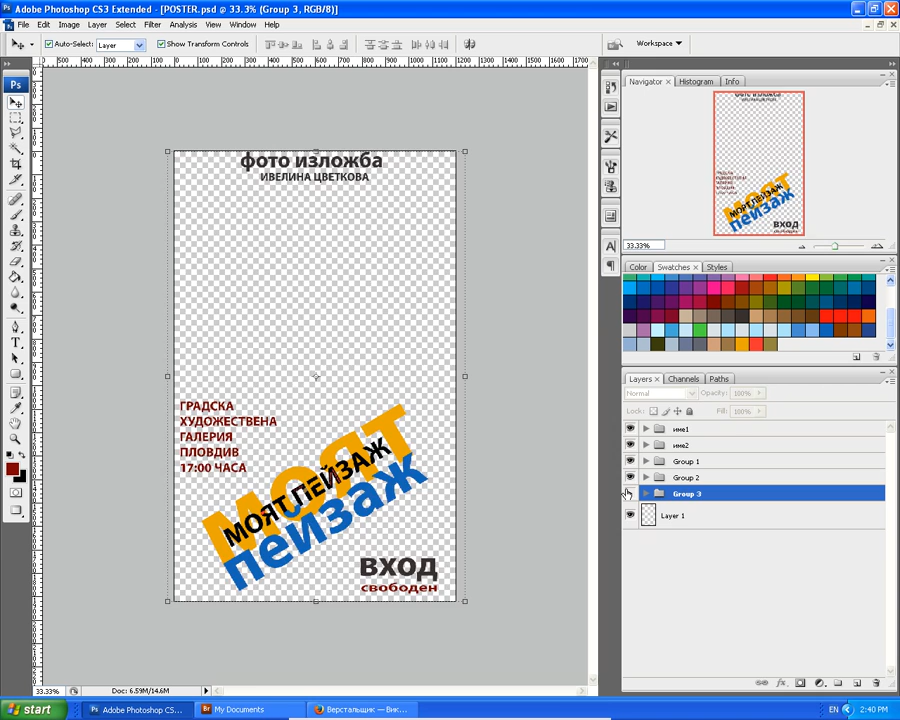 Adobe Photoshop CS3 Extended - [POSTER.psd @ 33.3% (Group 3, RGB/8)]
File Edit Image Layer Select Filter Analysis View Window Help
Auto-Select: Layer Show Transform Controls Workspace
Ps
фото изложба
ИВЕЛИНА ЦВЕТКОВА
ГРАДСКА
ХУДОЖЕСТВЕНА
ГАЛЕРИЯ
ПЛОВДИВ
17:00 ЧАСА
МОЯТ
МОЯТ ПЕЙЗАЖ
пейзаж
вход
свободен
Navigator Histogram Info
33.33%
Color Swatches Styles
Layers Channels Paths
Normal Opacity: 100%
Lock: Fill: 100%
име1
име2
Group 1
Group 2
Group 3
Layer 1
33.33% Doc: 6.59M/14.6M
start Adobe Photoshop CS... My Documents Верстальщик — Вик... EN 2:40 PM